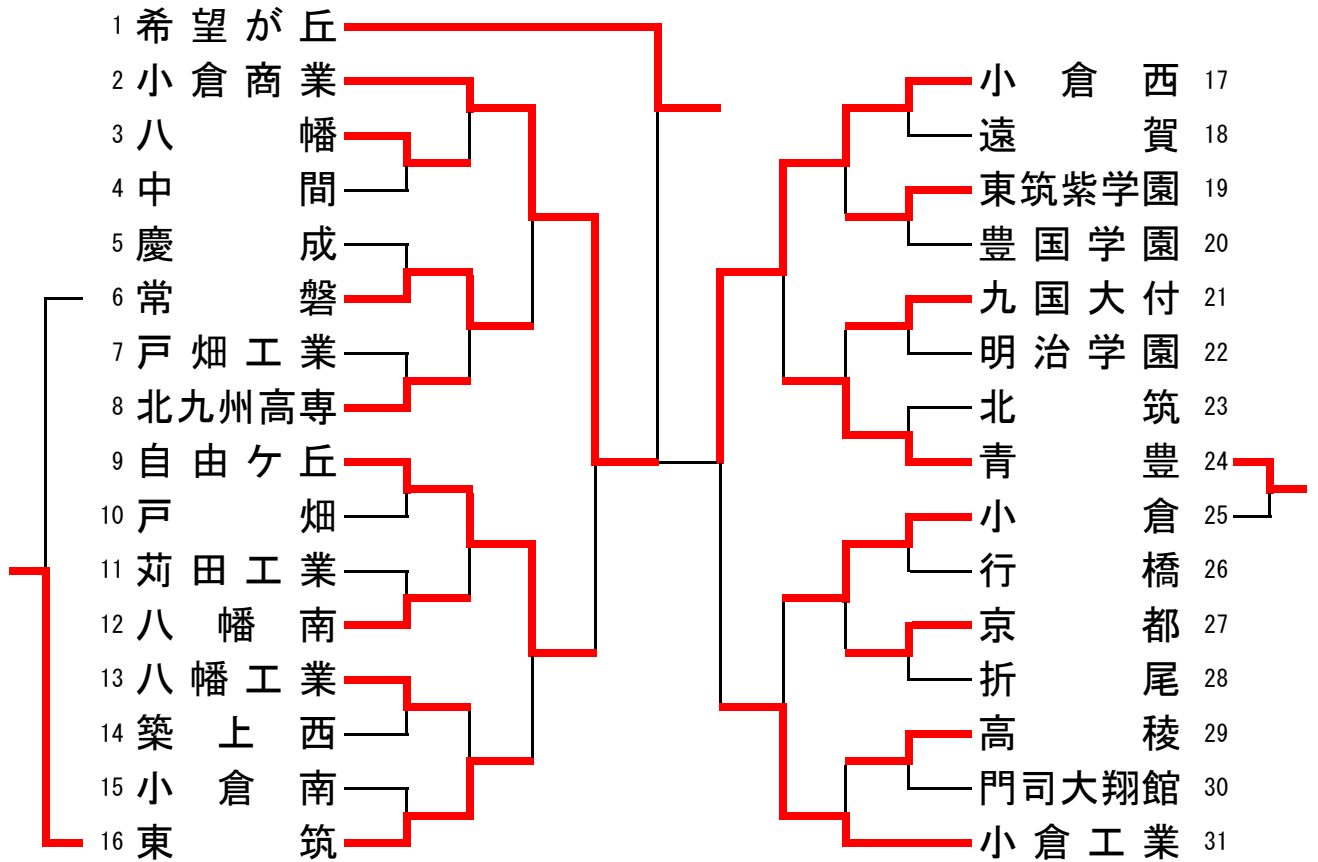 1 希望が丘
2 小倉商業
3 八幡
4 中間
5 慶成
6 常磐
7 戸畑工業
8 北九州高専
9 自由ケ丘
10 戸畑
11 苅田工業
12 八幡南
13 八幡工業
14 築上西
15 小倉南
16 東筑
小倉西 17
遠賀 18
東筑紫学園 19
豊国学園 20
九国大付 21
明治学園 22
北筑 23
青豊 24
小倉 25
行橋 26
京都 27
折尾 28
高稜 29
門司大翔館 30
小倉工業 31